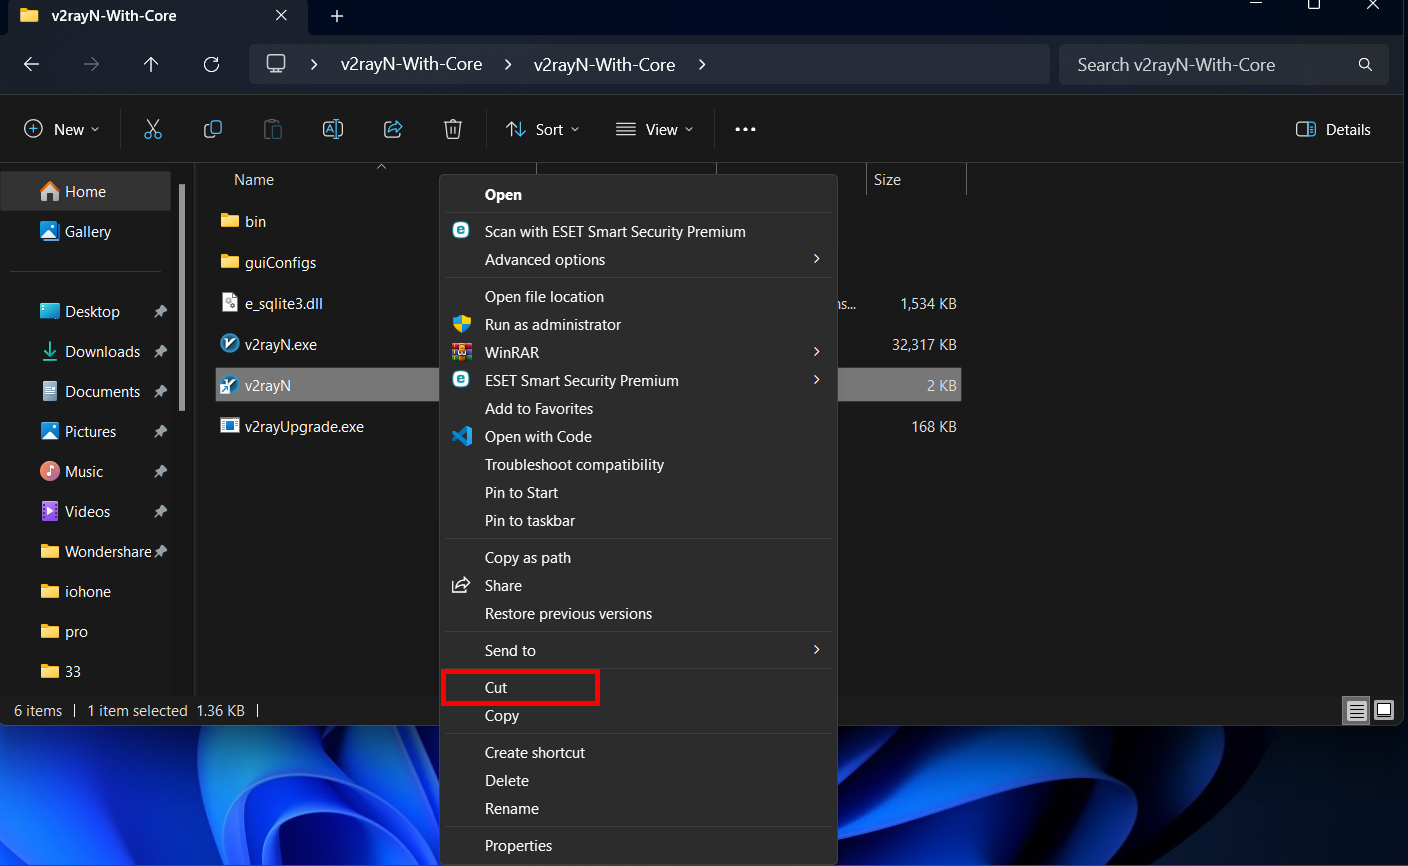 v2rayN-With-Core
v2rayN-With-Core v2rayN-With-Core
Search v2rayN-With-Core
New
Sort
View
Details
Name
Size
Home
Gallery
Desktop
Downloads
Documents
Pictures
Music
Videos
Wondershare
iohone
pro
33
bin
guiConfigs
e_sqlite3.dll 1,534 KB
v2rayN.exe 32,317 KB
v2rayN 2 KB
v2rayUpgrade.exe 168 KB
Open
Scan with ESET Smart Security Premium
Advanced options
Open file location
Run as administrator
WinRAR
ESET Smart Security Premium
Add to Favorites
Open with Code
Troubleshoot compatibility
Pin to Start
Pin to taskbar
Copy as path
Share
Restore previous versions
Send to
Cut
Copy
Create shortcut
Delete
Rename
Properties
6 items | 1 item selected 1.36 KB |